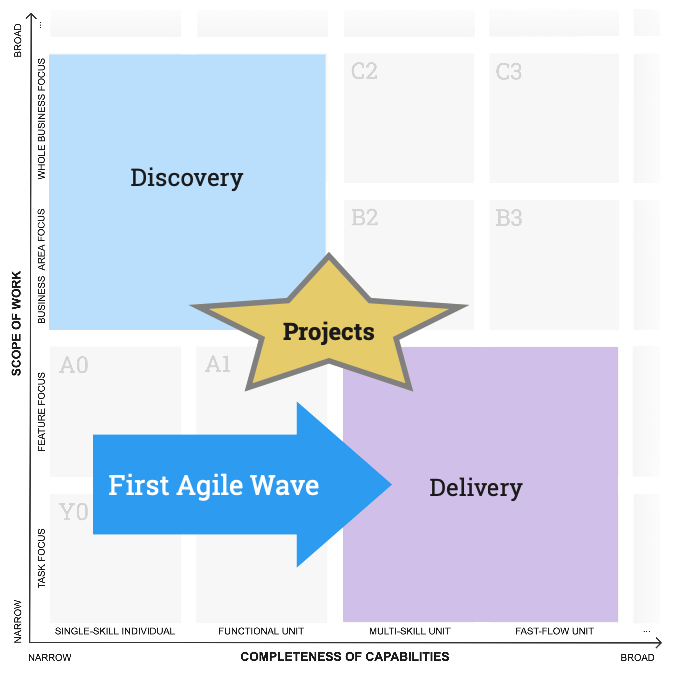 ...
BROAD
WHOLE BUSINESS FOCUS
C2
C3
Discovery
BUSINESS AREA FOCUS
B2
B3
SCOPE OF WORK
Projects
A0
A1
FEATURE FOCUS
First Agile Wave
Delivery
Y0
TASK FOCUS
NARROW
SINGLE-SKILL INDIVIDUAL
FUNCTIONAL UNIT
MULTI-SKILL UNIT
FAST-FLOW UNIT
...
NARROW
COMPLETENESS OF CAPABILITIES
BROAD